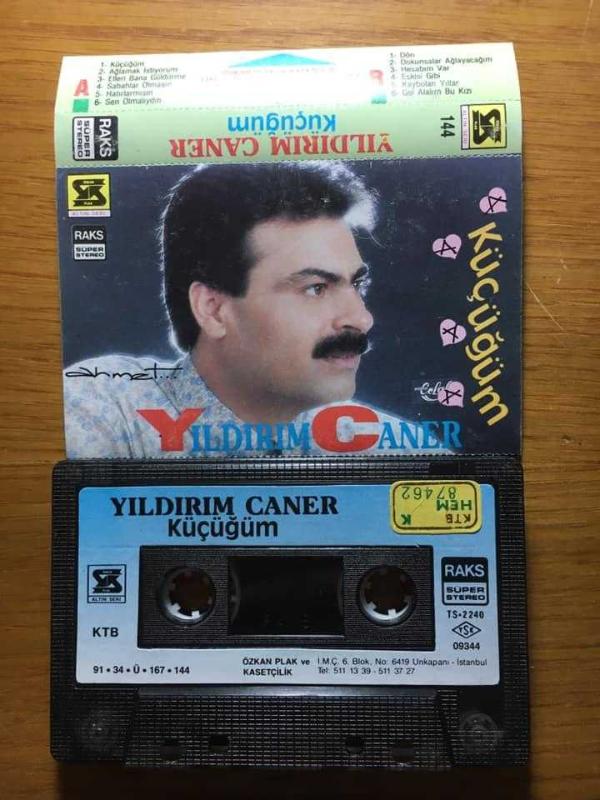 A
1- Küçüğüm
2- Ağlamak İstiyorum
3- Elleri Bana Güldürme
4- Sabahlar Olmasın
5- Hatırlarmısın
6- Sen Olmalıydın
B
1- Dön
2- Dokunsalar Ağlayacağım
3- Hesabım Var
4- Eskisi Gibi
5- Kaybolan Yıllar
6- Gel Alalım Bu Kızı
RAKS
SÜPER
STEREO
YILDIRIM CANER
Küçüğüm
144
ALTIN SERİ
RAKS
SÜPER
STEREO
Küçüğüm
ahmet...
YILDIRIM CANER
YILDIRIM CANER
Küçüğüm
KTB
HEM
87462
K
ALTIN SERİ
KTB
RAKS
SÜPER
STEREO
TS-2240
TSE
09344
91 • 34 • Ü • 167 • 144
ÖZKAN PLAK ve
KASETÇİLİK
İ.M.Ç. 6. Blok, No: 6419 Unkapanı - İstanbul
Tel: 511 13 39 - 511 37 27